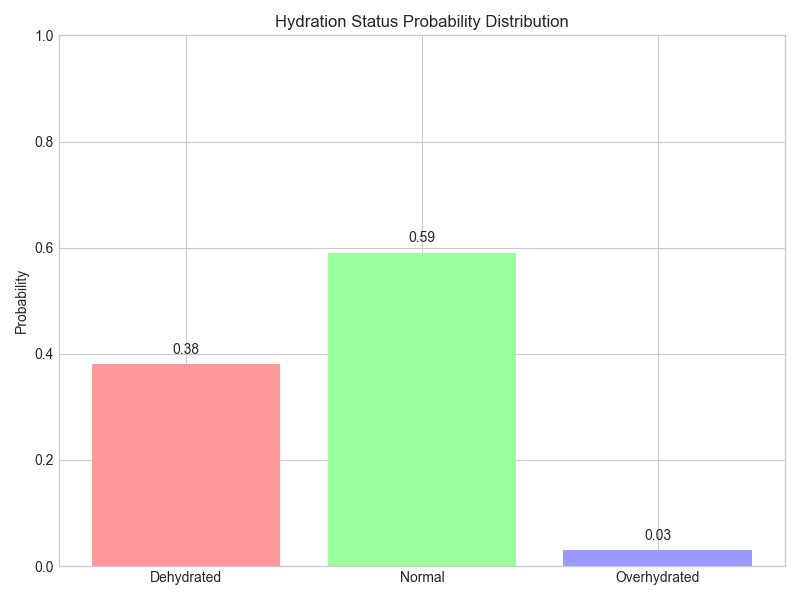 Hydration Status Probability Distribution
1.0
0.8
0.6
0.4
0.2
0.0
Probability
0.38
0.59
0.03
Dehydrated
Normal
Overhydrated